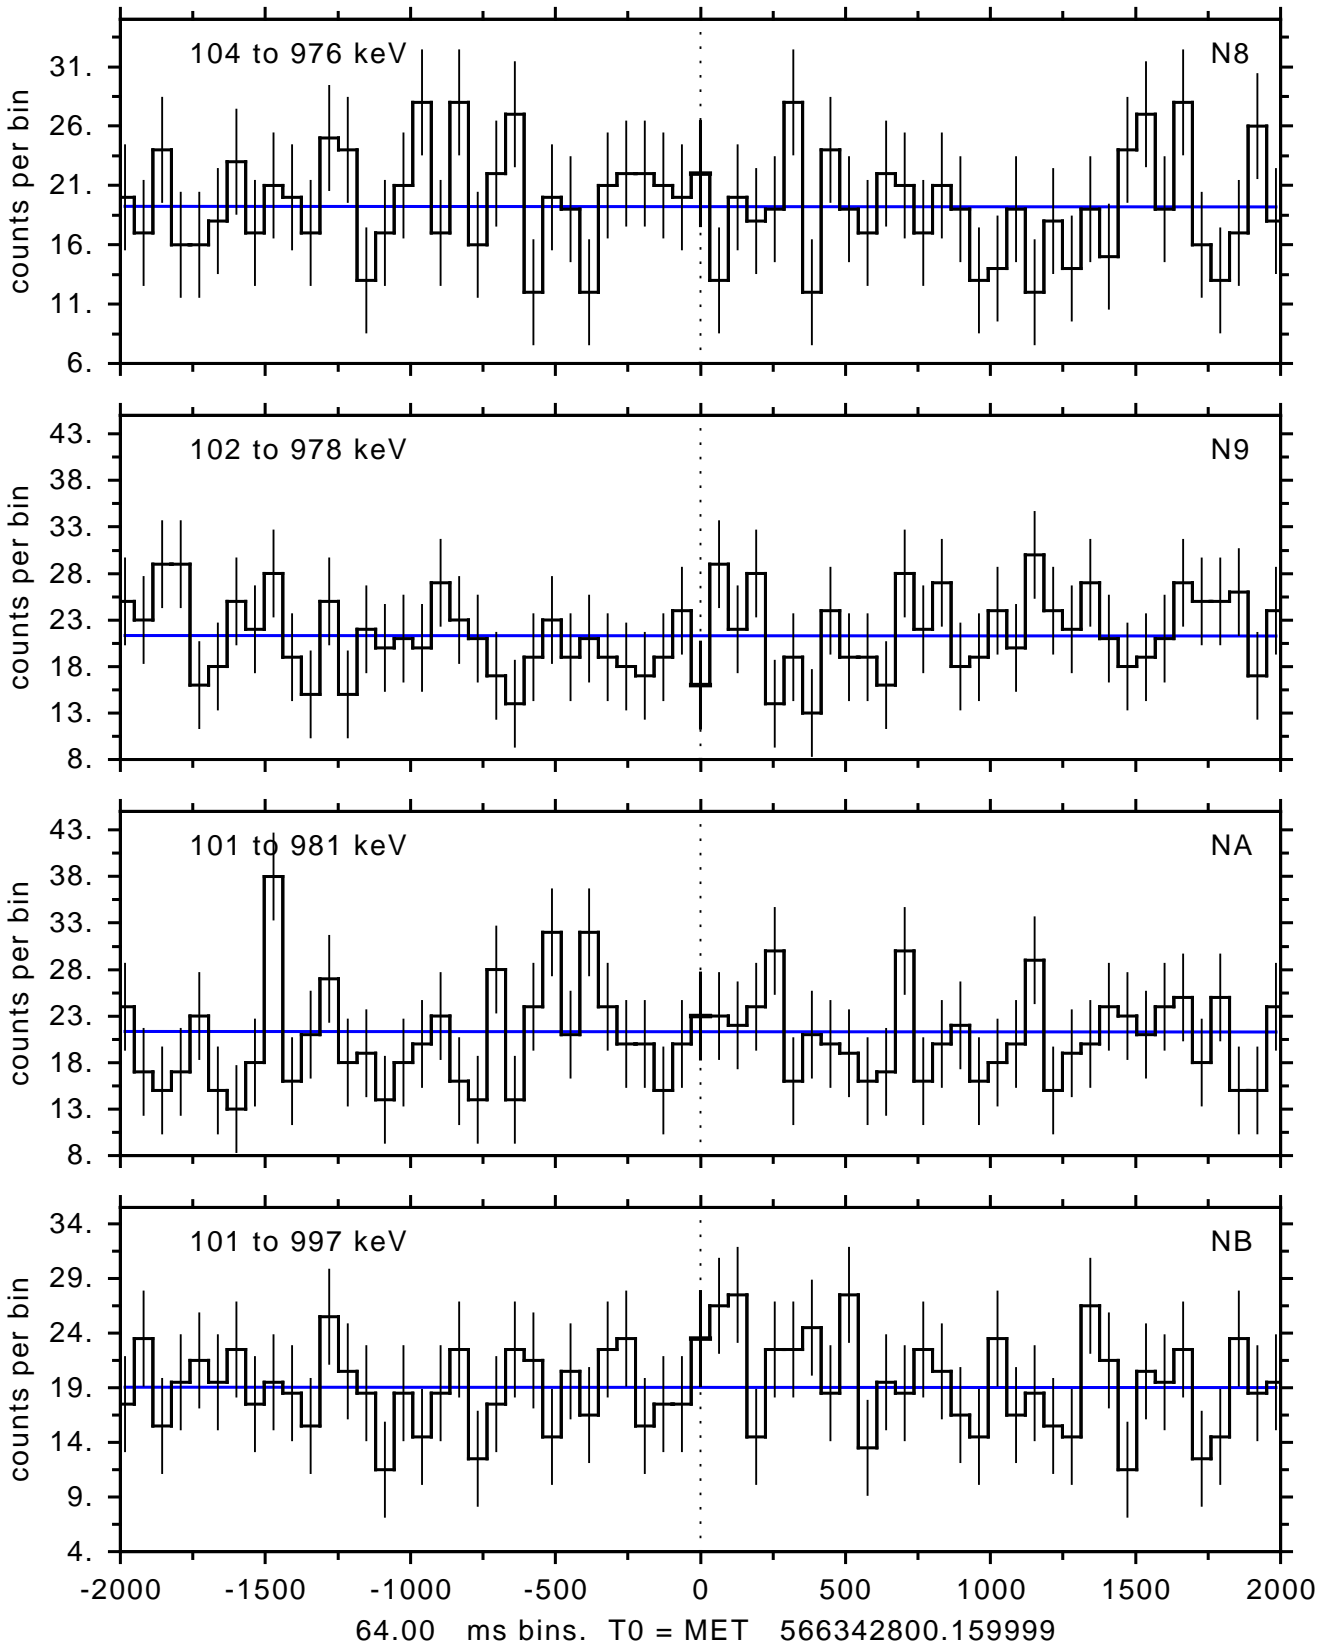 104 to 976 keV N8
31.
26.
21.
16.
11.
6.
counts per bin
102 to 978 keV N9
43.
38.
33.
28.
23.
18.
13.
8.
counts per bin
101 to 981 keV NA
43.
38.
33.
28.
23.
18.
13.
8.
counts per bin
101 to 997 keV NB
34.
29.
24.
19.
14.
9.
4.
counts per bin
-2000 -1500 -1000 -500 0 500 1000 1500 2000
64.00 ms bins. T0 = MET 566342800.159999